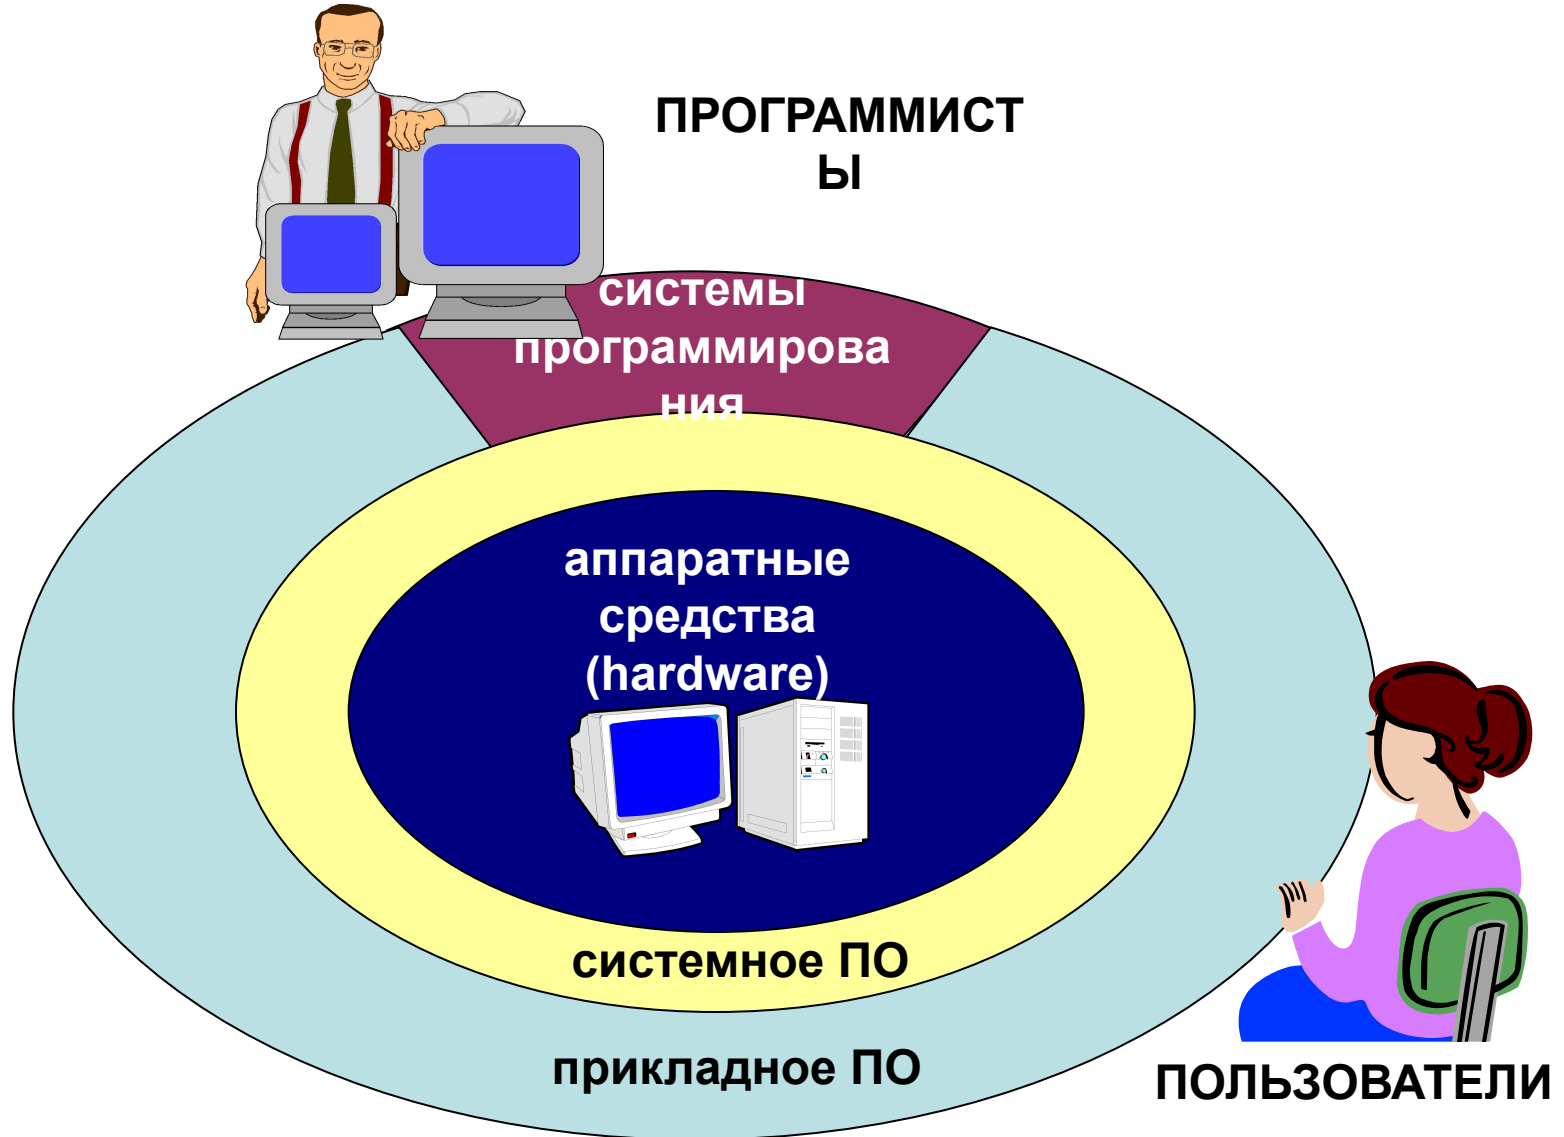 ПРОГРАММИСТ
Ы
системы
программирова
ния
аппаратные
средства
(hardware)
системное ПО
прикладное ПО
ПОЛЬЗОВАТЕЛИ